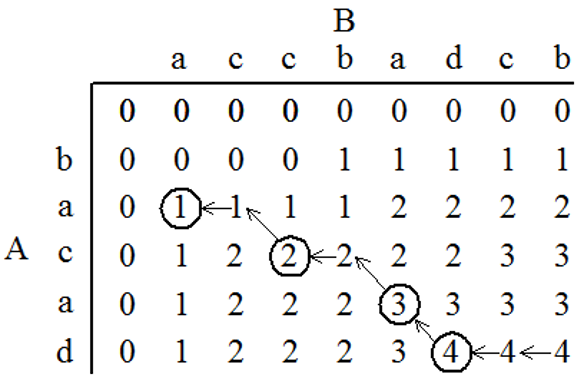 B
a c c b a d c b
0 0 0 0 0 0 0 0 0
b 0 0 0 0 1 1 1 1 1
a 0 1 1 1 1 2 2 2 2
A c 0 1 2 2 2 2 2 3 3
a 0 1 2 2 2 3 3 3 3
d 0 1 2 2 2 3 4 4 4